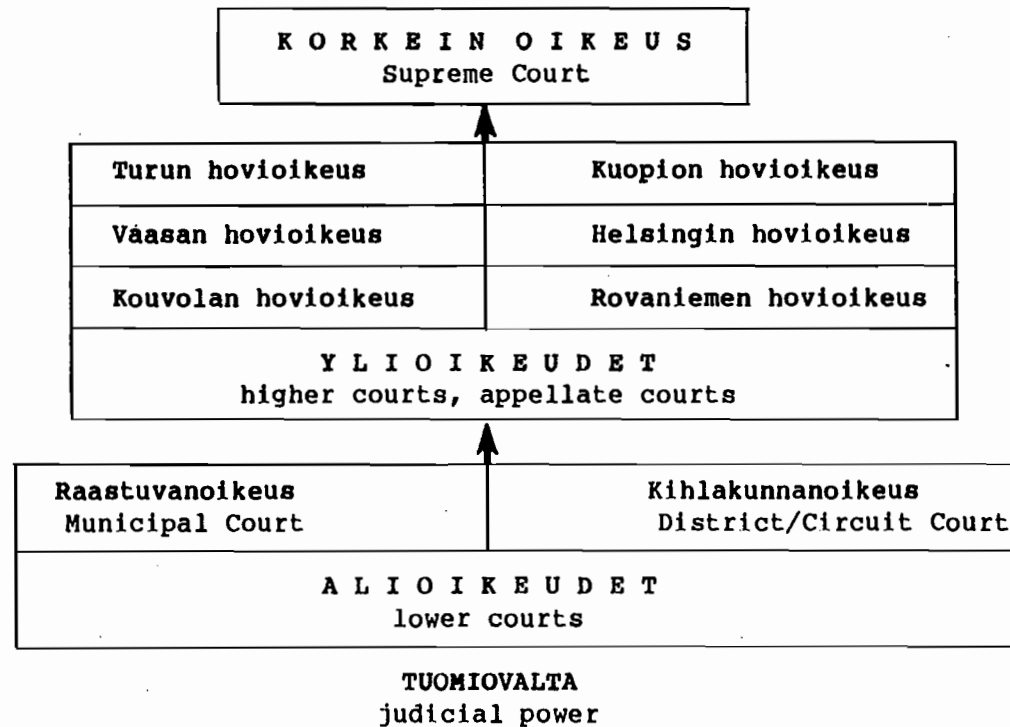 K O R K E I N O I K E U S
Supreme Court
Turun hovioikeus Kuopion hovioikeus
Vaasan hovioikeus Helsingin hovioikeus
Kouvolan hovioikeus Rovaniemen hovioikeus
Y L I O I K E U D E T
higher courts, appellate courts
Raastuvanoikeus Kihlakunnanoikeus
Municipal Court District/Circuit Court
A L I O I K E U D E T
lower courts
TUOMIOVALTA
judicial power